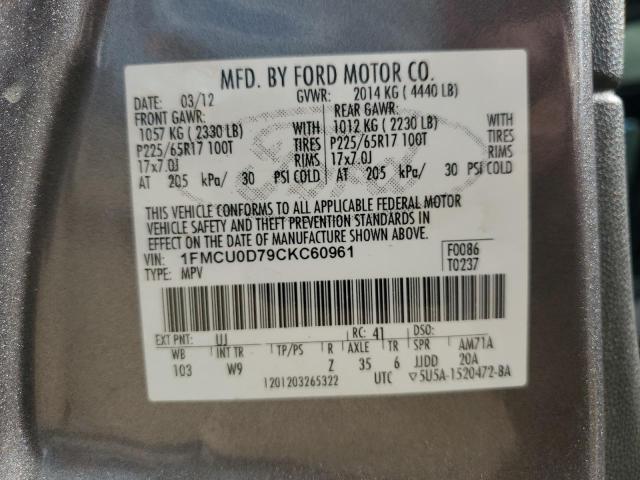 MFD. BY FORD MOTOR CO.
DATE: 03/12 GVWR: 2014 KG ( 4440 LB)
FRONT GAWR: REAR GAWR:
1057 KG ( 2330 LB) WITH 1012 KG ( 2230 LB) WITH
P225/65R17 100T TIRES P225/65R17 100T TIRES
17x7.0J RIMS 17x7.0J RIMS
AT 205 kPa/ 30 PSI COLD AT 205 kPa/ 30 PSI COLD
Ford
THIS VEHICLE CONFORMS TO ALL APPLICABLE FEDERAL MOTOR
VEHICLE SAFETY AND THEFT PREVENTION STANDARDS IN
EFFECT ON THE DATE OF MANUFACTURE SHOWN ABOVE.
VIN: 1FMCU0D79CKC60961 F0086
TYPE: MPV T0237
EXT PNT: UJ RC: 41 DSO:
WB INT TR TP/PS R AXLE TR SPR AM71A
103 W9 Z 35 6 JJDD 20A
1201203265322 UTC ▽5U5A-1520472-BA